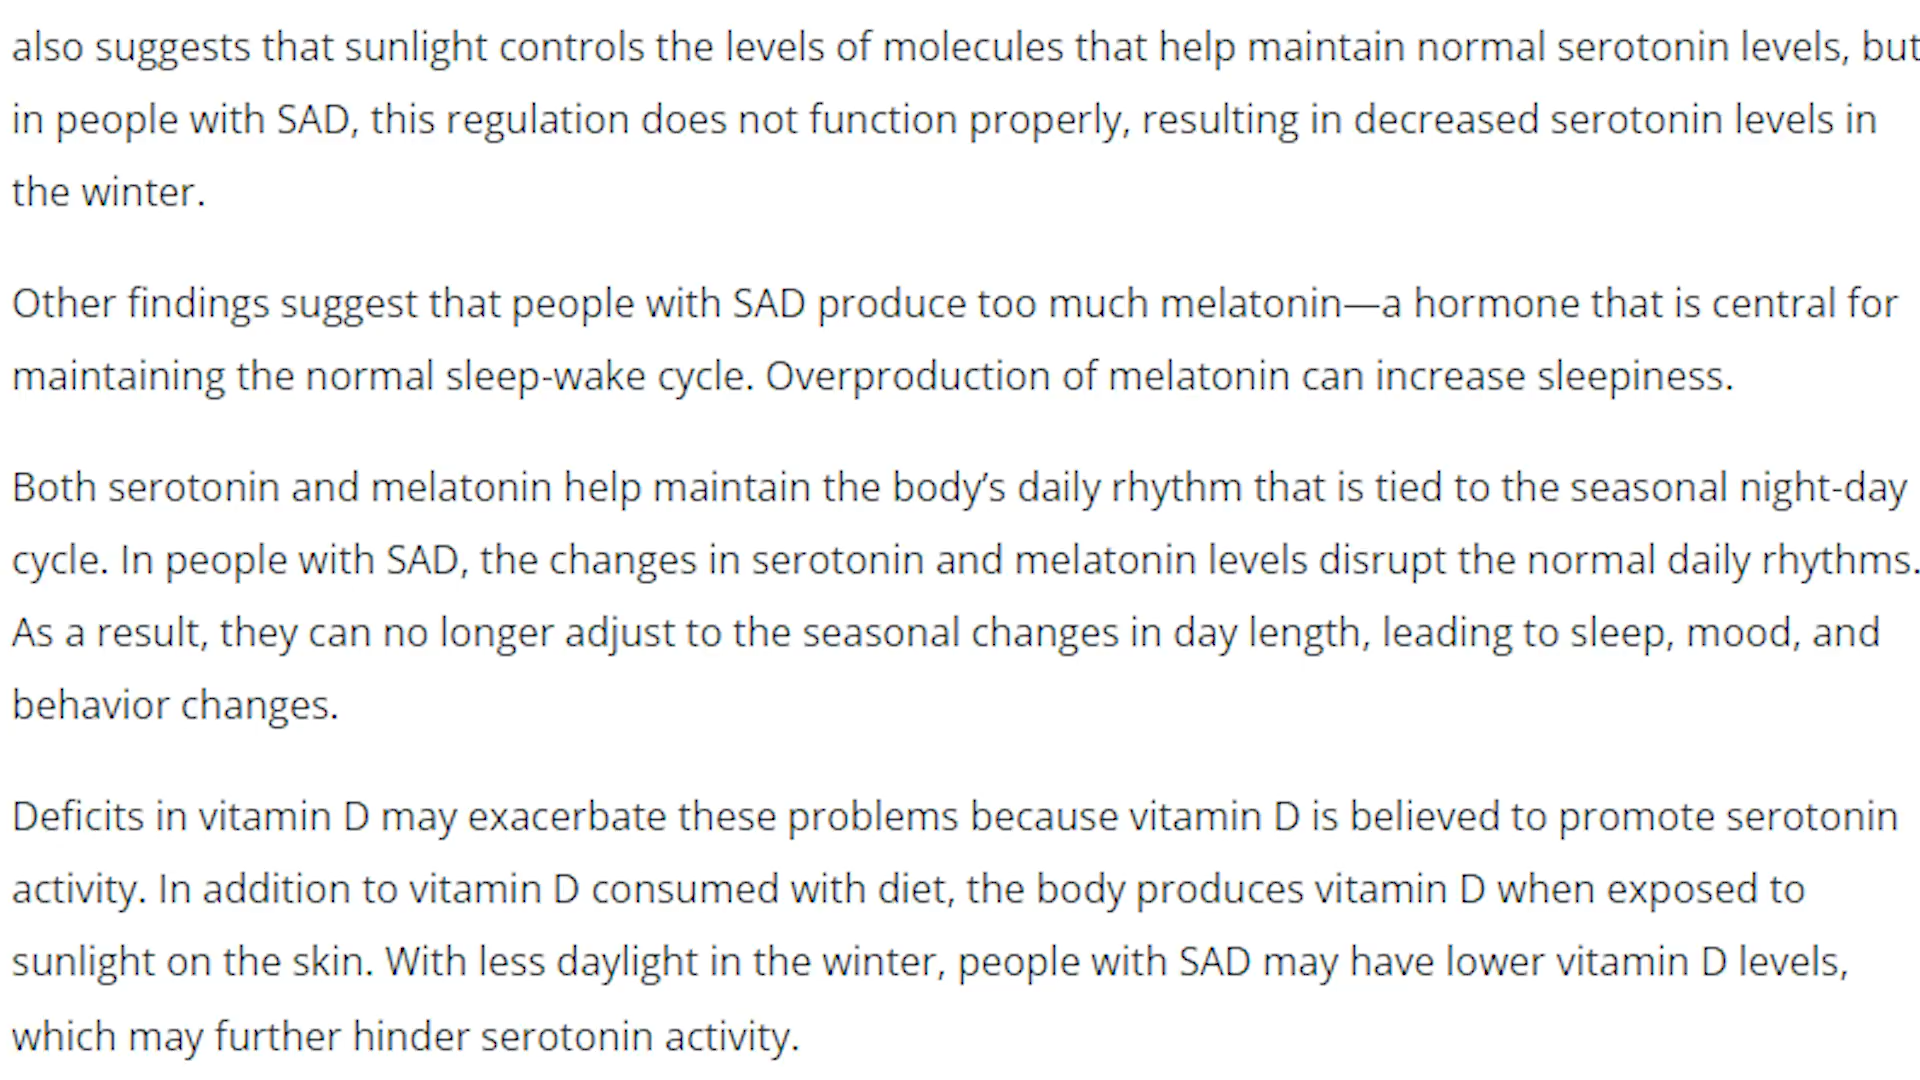 also suggests that sunlight controls the levels of molecules that help maintain normal serotonin levels, but
in people with SAD, this regulation does not function properly, resulting in decreased serotonin levels in
the winter.
Other findings suggest that people with SAD produce too much melatonin—a hormone that is central for
maintaining the normal sleep-wake cycle. Overproduction of melatonin can increase sleepiness.
Both serotonin and melatonin help maintain the body’s daily rhythm that is tied to the seasonal night-day
cycle. In people with SAD, the changes in serotonin and melatonin levels disrupt the normal daily rhythms.
As a result, they can no longer adjust to the seasonal changes in day length, leading to sleep, mood, and
behavior changes.
Deficits in vitamin D may exacerbate these problems because vitamin D is believed to promote serotonin
activity. In addition to vitamin D consumed with diet, the body produces vitamin D when exposed to
sunlight on the skin. With less daylight in the winter, people with SAD may have lower vitamin D levels,
which may further hinder serotonin activity.